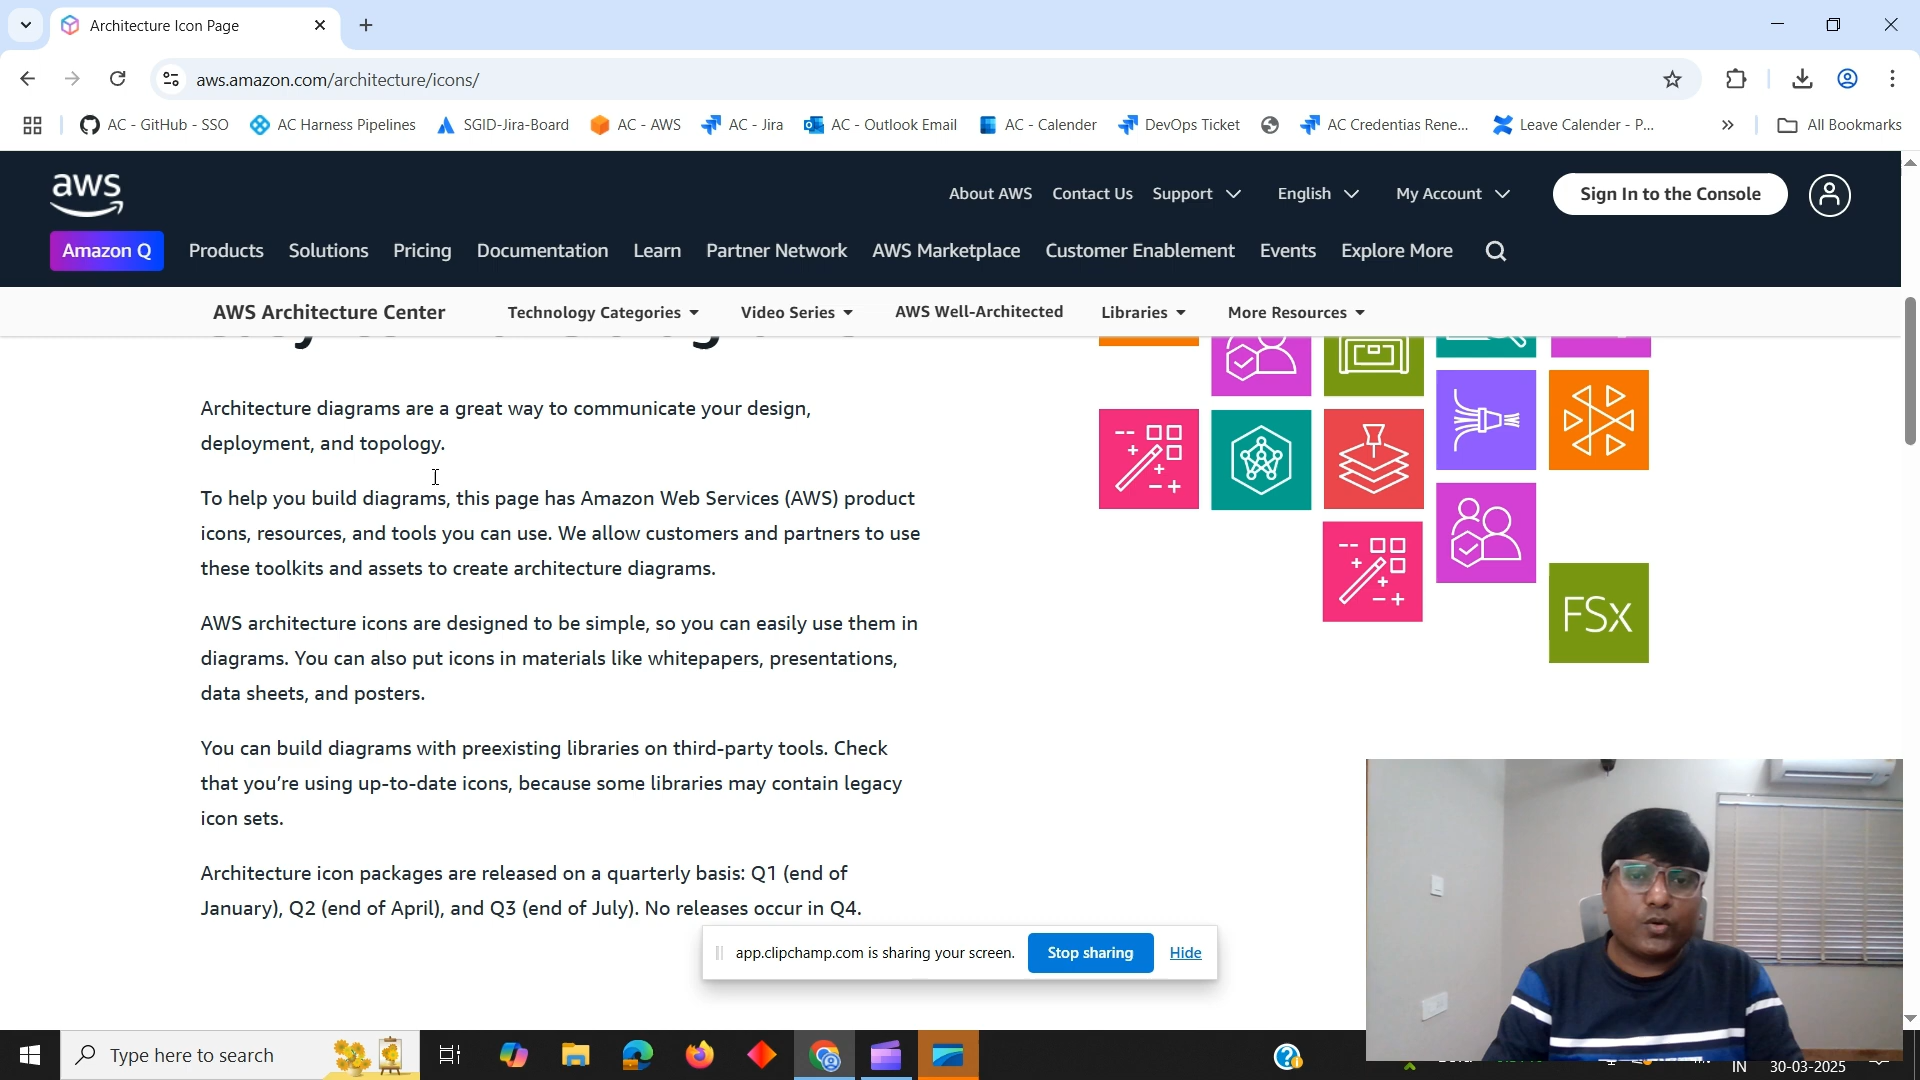 Architecture Icon Page
aws.amazon.com/architecture/icons/
AC - GitHub - SSO
AC Harness Pipelines
SGID-Jira-Board
AC - AWS
AC - Jira
AC - Outlook Email
AC - Calender
DevOps Ticket
AC Credentias Rene...
Leave Calender - P...
All Bookmarks
aws
About AWS
Contact Us
Support
English
My Account
Sign In to the Console
Amazon Q
Products
Solutions
Pricing
Documentation
Learn
Partner Network
AWS Marketplace
Customer Enablement
Events
Explore More
AWS Architecture Center
Technology Categories
Video Series
AWS Well-Architected
Libraries
More Resources
Architecture diagrams are a great way to communicate your design,
deployment, and topology.
To help you build diagrams, this page has Amazon Web Services (AWS) product
icons, resources, and tools you can use. We allow customers and partners to use
these toolkits and assets to create architecture diagrams.
AWS architecture icons are designed to be simple, so you can easily use them in
diagrams. You can also put icons in materials like whitepapers, presentations,
data sheets, and posters.
You can build diagrams with preexisting libraries on third-party tools. Check
that you're using up-to-date icons, because some libraries may contain legacy
icon sets.
Architecture icon packages are released on a quarterly basis: Q1 (end of
January), Q2 (end of April), and Q3 (end of July). No releases occur in Q4.
FSx
app.clipchamp.com is sharing your screen.
Stop sharing
Hide
Type here to search
IN
30-03-2025